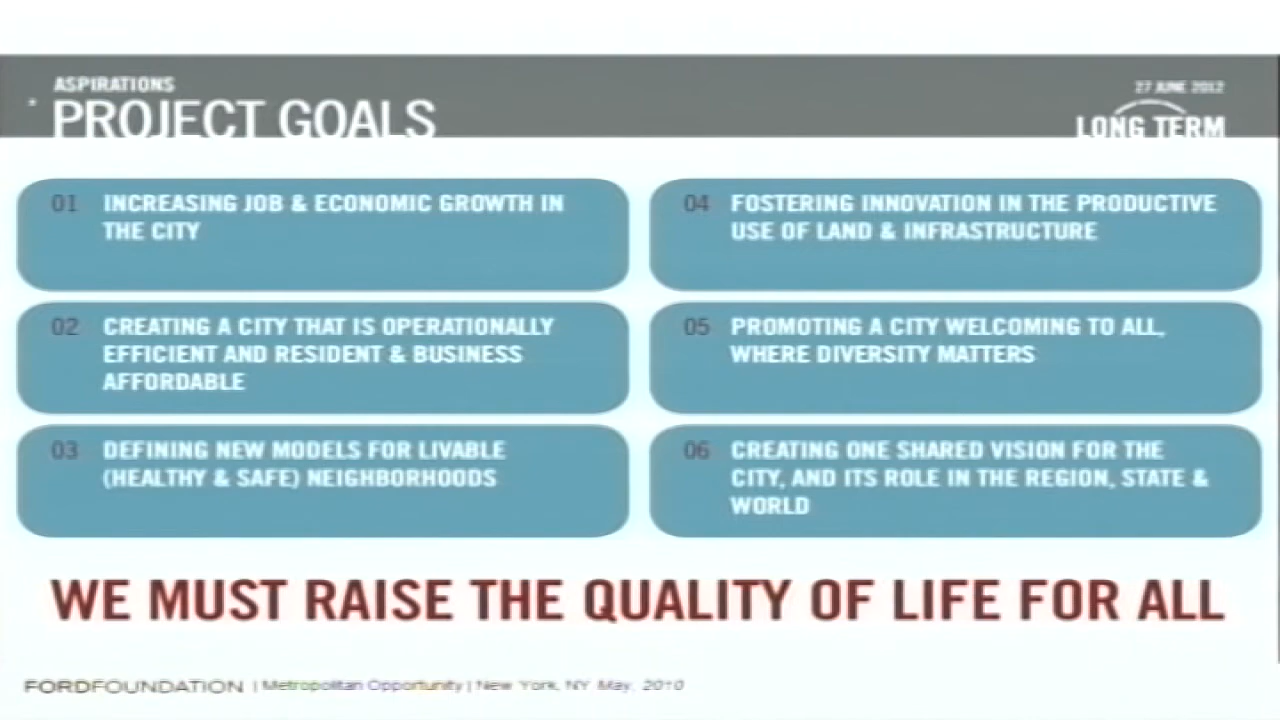 ASPIRATIONS
PROJECT GOALS
27 JUNE 2012
LONG TERM
01 INCREASING JOB & ECONOMIC GROWTH IN
THE CITY
02 CREATING A CITY THAT IS OPERATIONALLY
EFFICIENT AND RESIDENT & BUSINESS
AFFORDABLE
03 DEFINING NEW MODELS FOR LIVABLE
(HEALTHY & SAFE) NEIGHBORHOODS
04 FOSTERING INNOVATION IN THE PRODUCTIVE
USE OF LAND & INFRASTRUCTURE
05 PROMOTING A CITY WELCOMING TO ALL,
WHERE DIVERSITY MATTERS
06 CREATING ONE SHARED VISION FOR THE
CITY, AND ITS ROLE IN THE REGION, STATE &
WORLD
WE MUST RAISE THE QUALITY OF LIFE FOR ALL
FORDFOUNDATION | Metropolitan Opportunity | New York, NY May, 2010